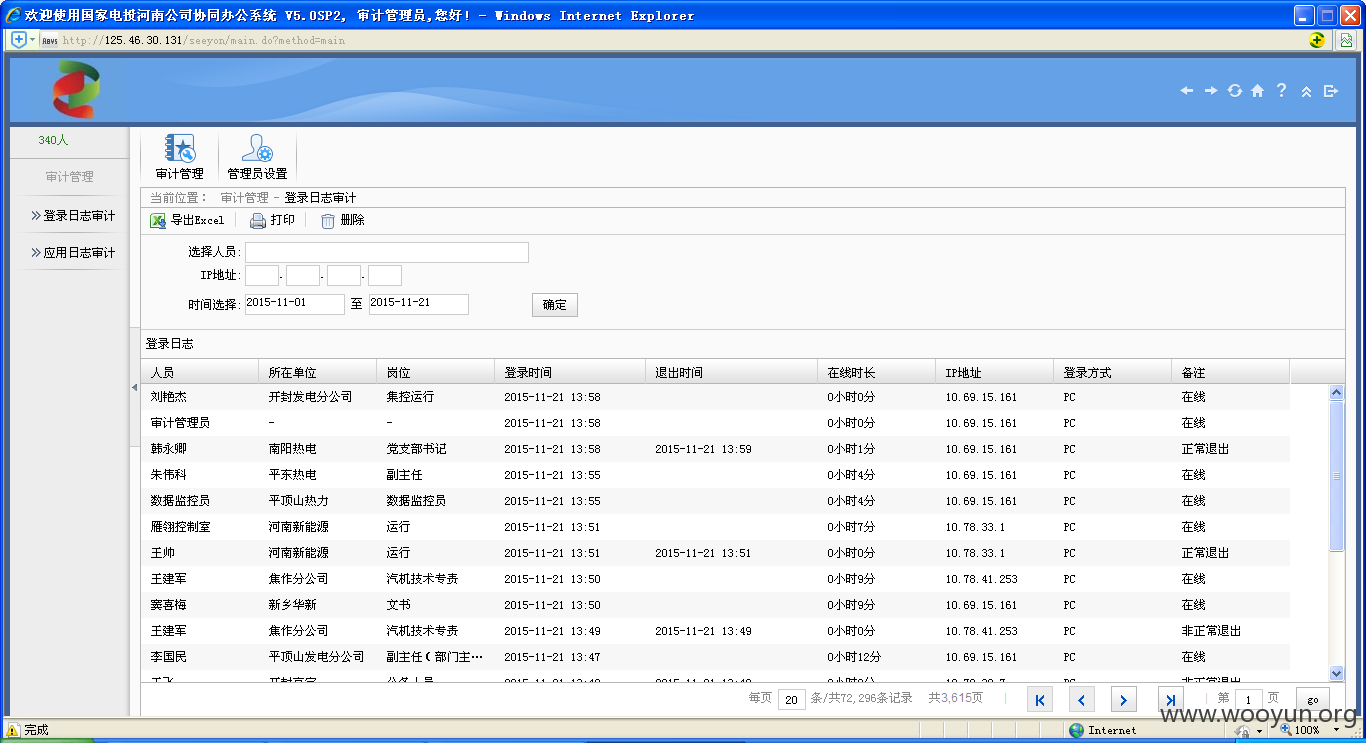 欢迎使用国家电投河南公司协同办公系统 V5.0SP2, 审计管理员,您好! - Windows Internet Explorer
http://125.46.30.131/seeyon/main.do?method=main
340人
审计管理
登录日志审计
应用日志审计
审计管理 管理员设置
当前位置： 审计管理 - 登录日志审计
导出Excel 打印 删除
选择人员:
IP地址: . . .
时间选择: 2015-11-01 至 2015-11-21 确定
登录日志
人员 所在单位 岗位 登录时间 退出时间 在线时长 IP地址 登录方式 备注
刘艳杰 开封发电分公司 集控运行 2015-11-21 13:58 0小时0分 10.69.15.161 PC 在线
审计管理员 - - 2015-11-21 13:58 0小时0分 10.69.15.161 PC 在线
韩永卿 南阳热电 党支部书记 2015-11-21 13:58 2015-11-21 13:59 0小时1分 10.69.15.161 PC 正常退出
朱伟科 平东热电 副主任 2015-11-21 13:55 0小时4分 10.69.15.161 PC 在线
数据监控员 平顶山热力 数据监控员 2015-11-21 13:55 0小时4分 10.69.15.161 PC 在线
雁翎控制室 河南新能源 运行 2015-11-21 13:51 0小时7分 10.78.33.1 PC 在线
王帅 河南新能源 运行 2015-11-21 13:51 2015-11-21 13:51 0小时0分 10.78.33.1 PC 正常退出
王建军 焦作分公司 汽机技术专责 2015-11-21 13:50 0小时9分 10.78.41.253 PC 在线
窦喜梅 新乡华新 文书 2015-11-21 13:50 0小时9分 10.69.15.161 PC 在线
王建军 焦作分公司 汽机技术专责 2015-11-21 13:49 2015-11-21 13:49 0小时0分 10.78.41.253 PC 非正常退出
李国民 平顶山发电分公司 副主任（部门主… 2015-11-21 13:47 0小时12分 10.69.15.161 PC 在线
每页 20 条/共72,296条记录 共3,615页 第 1 页 go
www.wooyun.org
完成 Internet 100%